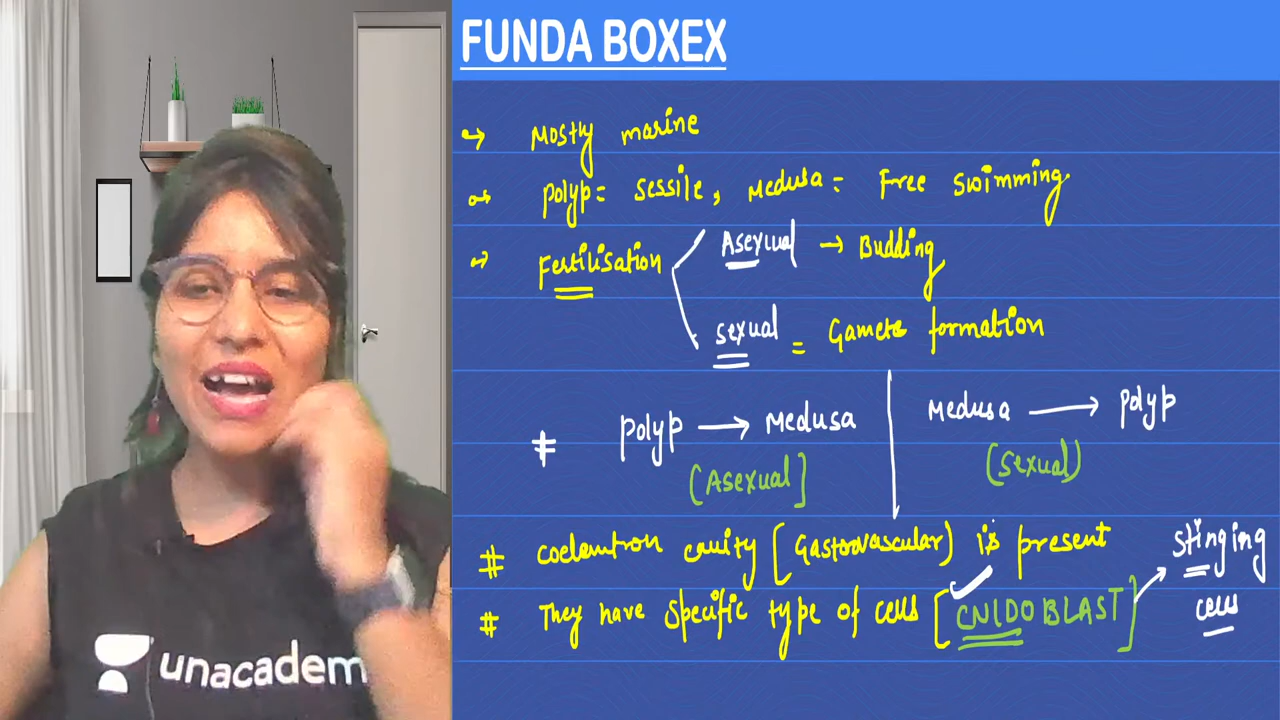 FUNDA BOXEX
Mostly marine
Polyp = sessile, Medusa = Free swimming
Fertilisation
Asexual → Budding
Sexual = Gamete formation
# Polyp → Medusa
(Asexual]
Medusa → Polyp
(Sexual)
# coelentron cavity [Gastrovascular) is present
# They have specific type of cells [CNIDOBLAST]
stinging
cells
unacadem